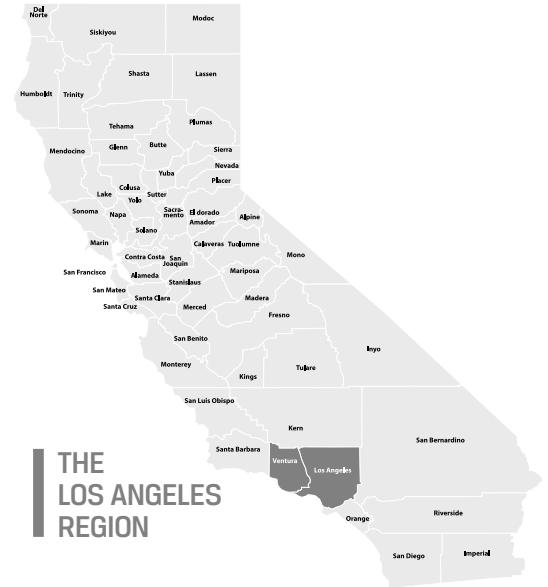 Del
Norte
Siskiyou
Modoc
Shasta
Lassen
Humboldt
Trinity
Tehama
Plumas
Mendocino
Glenn
Butte
Sierra
Nevada
Yuba
Placer
Colusa
Lake
Sutter
Yolo
Sonoma
Napa
Sacra-
mento
El dorado
Amador
Alpine
Solano
Marin
Calaveras
Tuolumne
Mono
Contra Costa
San
Joaquin
San Francisco
Alameda
Mariposa
Stanislaus
San Mateo
Santa Clara
Madera
Santa Cruz
Merced
Fresno
San Benito
Inyo
Monterey
Tulare
Kings
San Luis Obispo
Kern
San Bernardino
Santa Barbara
Ventura
Los Angeles
THE
LOS ANGELES
REGION
Orange
Riverside
San Diego
Imperial